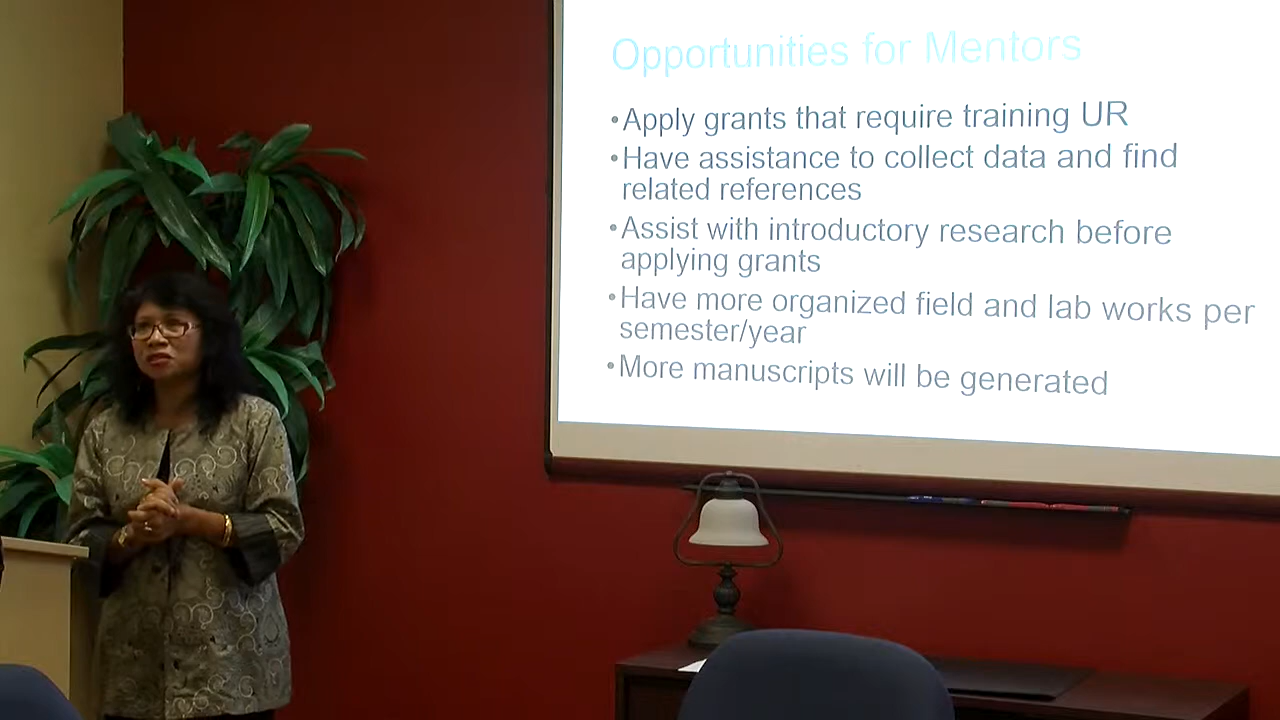 Opportunities for Mentors
•Apply grants that require training UR
•Have assistance to collect data and find
related references
•Assist with introductory research before
applying grants
•Have more organized field and lab works per
semester/year
•More manuscripts will be generated